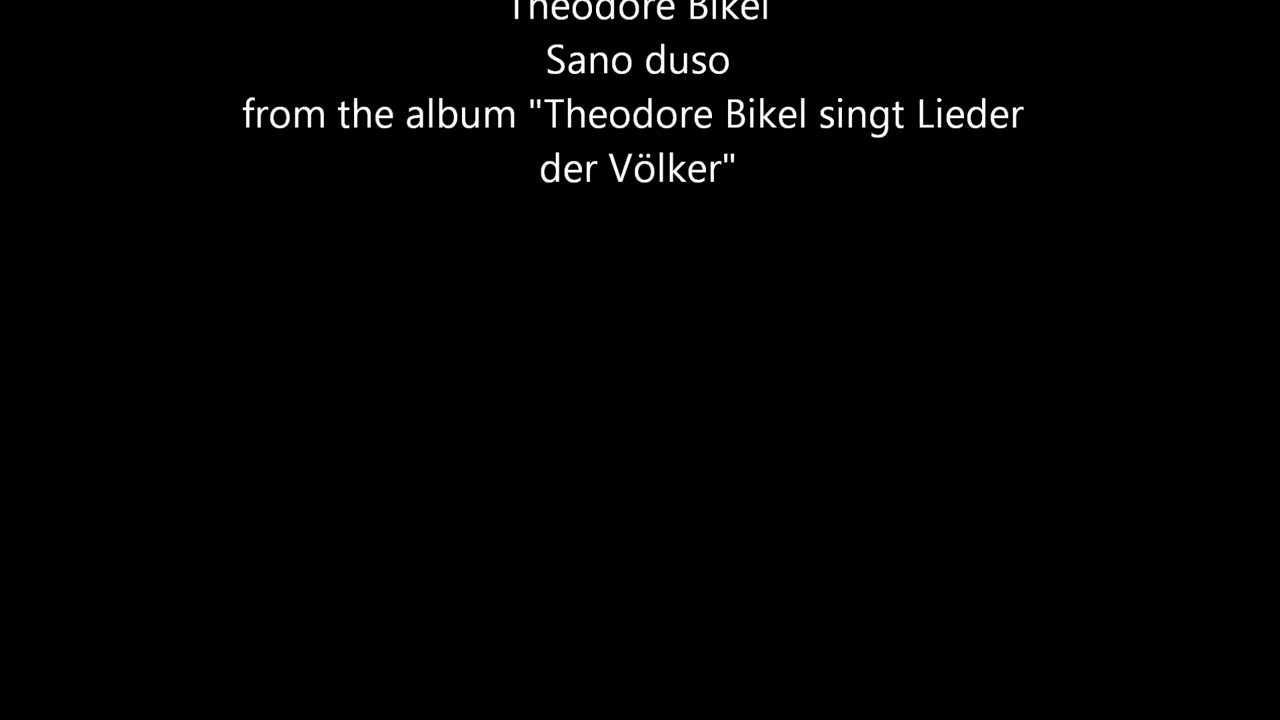 Theodore Bikel
Sano duso
from the album "Theodore Bikel singt Lieder
der Völker"